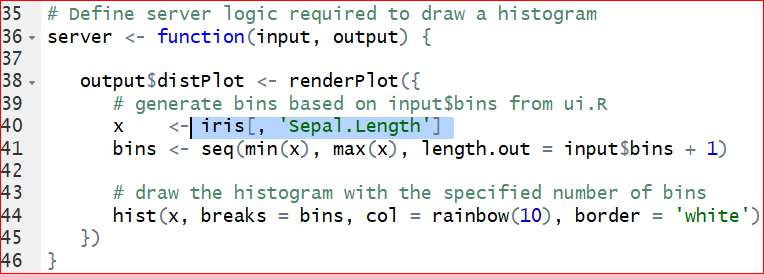 35 # Define server logic required to draw a histogram
36 server <- function(input, output) {
37
38    output$distPlot <- renderPlot({
39       # generate bins based on input$bins from ui.R
40       x    <- iris[, 'Sepal.Length']
41       bins <- seq(min(x), max(x), length.out = input$bins + 1)
42
43       # draw the histogram with the specified number of bins
44       hist(x, breaks = bins, col = rainbow(10), border = 'white')
45    })
46 }